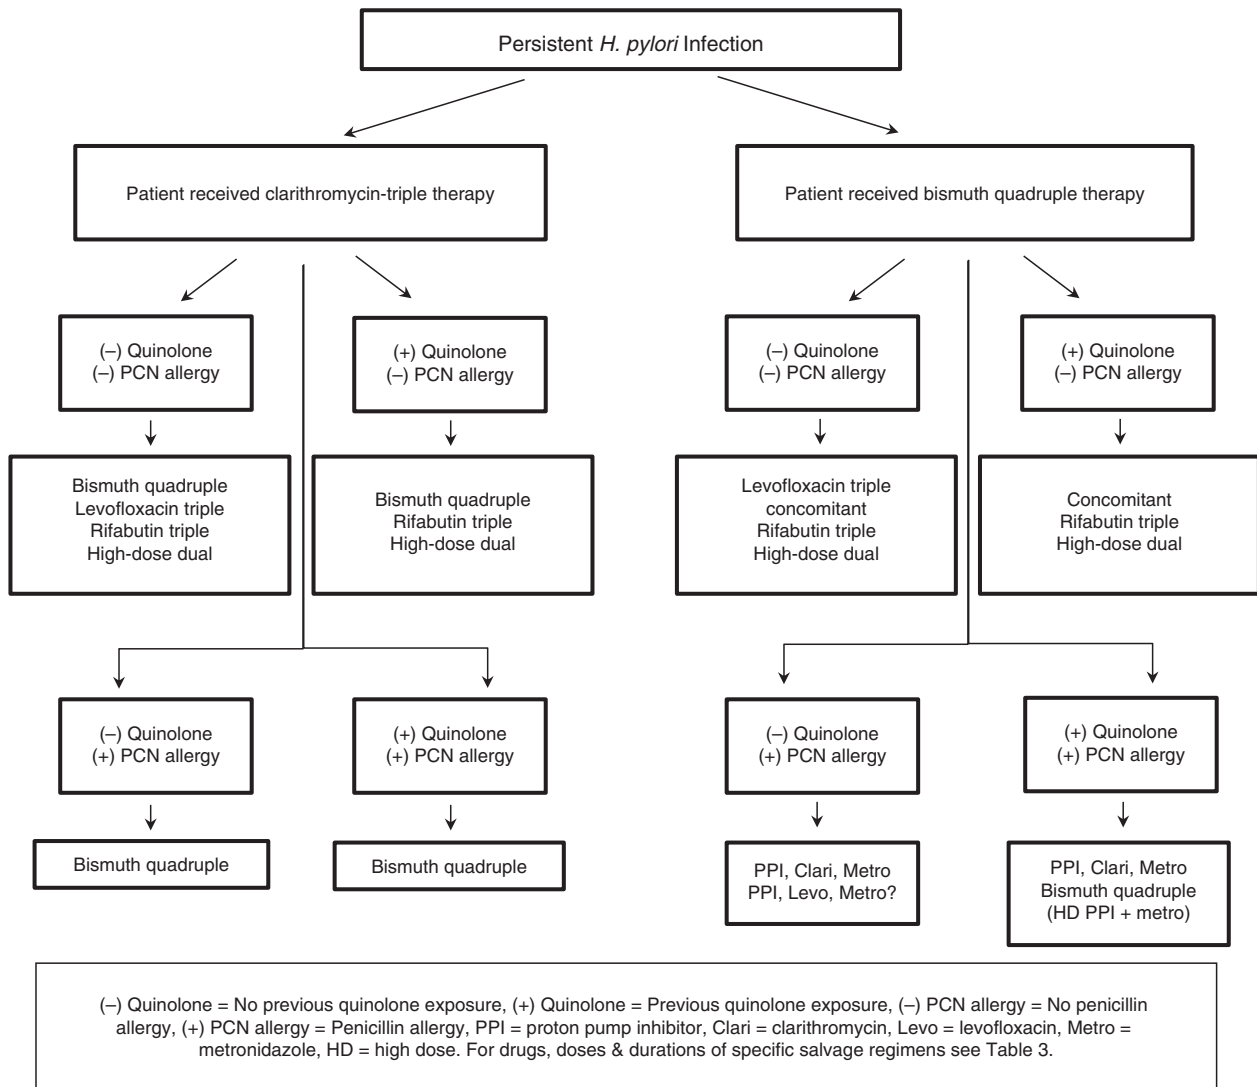 Persistent H. pylori Infection
Patient received clarithromycin-triple therapy
Patient received bismuth quadruple therapy
(–) Quinolone
(–) PCN allergy
(+) Quinolone
(–) PCN allergy
(–) Quinolone
(–) PCN allergy
(+) Quinolone
(–) PCN allergy
Bismuth quadruple
Levofloxacin triple
Rifabutin triple
High-dose dual
Bismuth quadruple
Rifabutin triple
High-dose dual
Levofloxacin triple
concomitant
Rifabutin triple
High-dose dual
Concomitant
Rifabutin triple
High-dose dual
(–) Quinolone
(+) PCN allergy
(+) Quinolone
(+) PCN allergy
(–) Quinolone
(+) PCN allergy
(+) Quinolone
(+) PCN allergy
Bismuth quadruple
Bismuth quadruple
PPI, Clari, Metro
PPI, Levo, Metro?
PPI, Clari, Metro
Bismuth quadruple
(HD PPI + metro)
(–) Quinolone = No previous quinolone exposure, (+) Quinolone = Previous quinolone exposure, (–) PCN allergy = No penicillin
allergy, (+) PCN allergy = Penicillin allergy, PPI = proton pump inhibitor, Clari = clarithromycin, Levo = levofloxacin, Metro =
metronidazole, HD = high dose. For drugs, doses & durations of specific salvage regimens see Table 3.